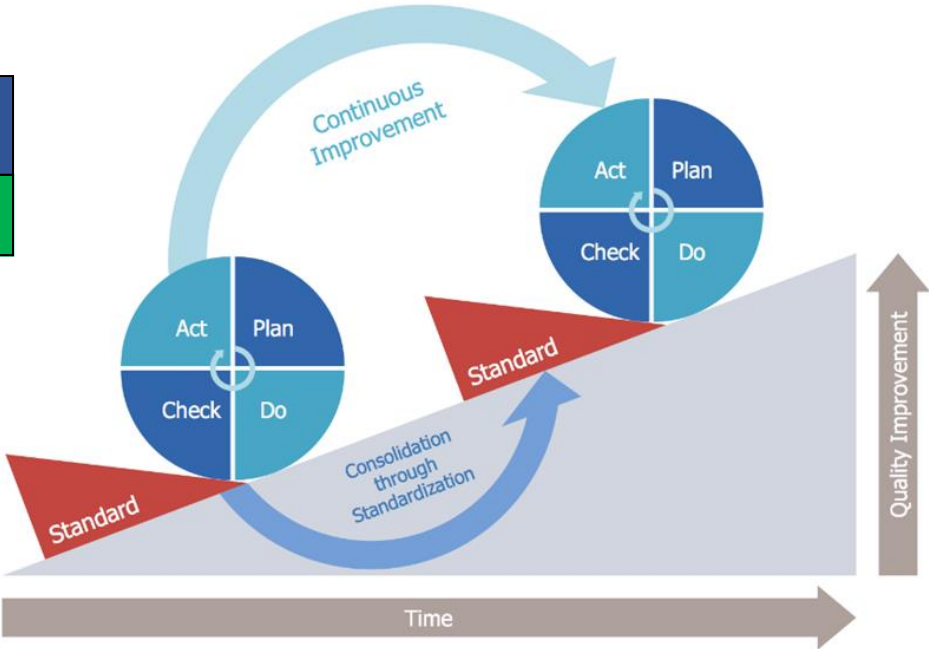 Continuous
Improvement
Act
Plan
Check
Do
Act
Plan
Check
Do
Standard
Standard
Consolidation
through
Standardization
Quality Improvement
Time